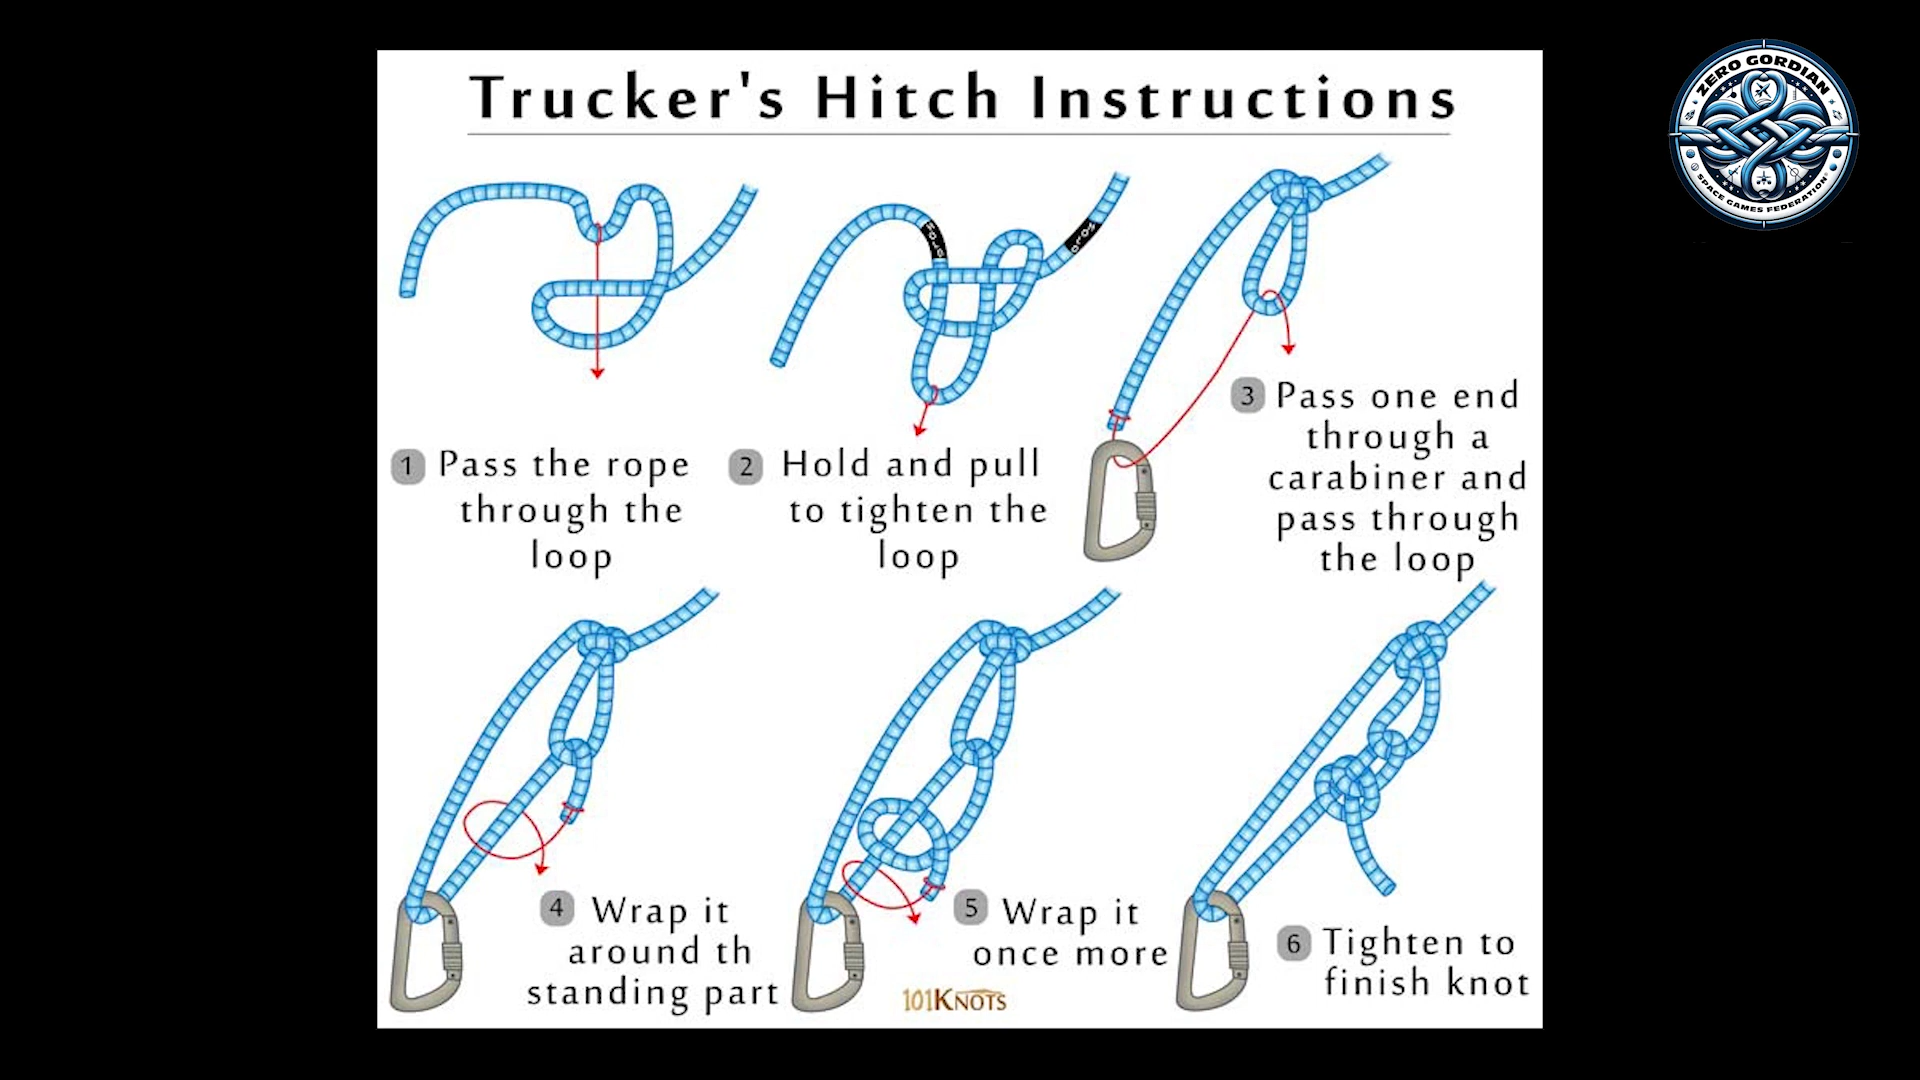 Trucker's Hitch Instructions
ZERO GORDIAN
SPACE GAMES FEDERATION
HOLD
HOLD
1 Pass the rope
through the
loop
2 Hold and pull
to tighten the
loop
3 Pass one end
through a
carabiner and
pass through
the loop
4 Wrap it
around th
standing part
5 Wrap it
once more
6 Tighten to
finish knot
101KNOTS